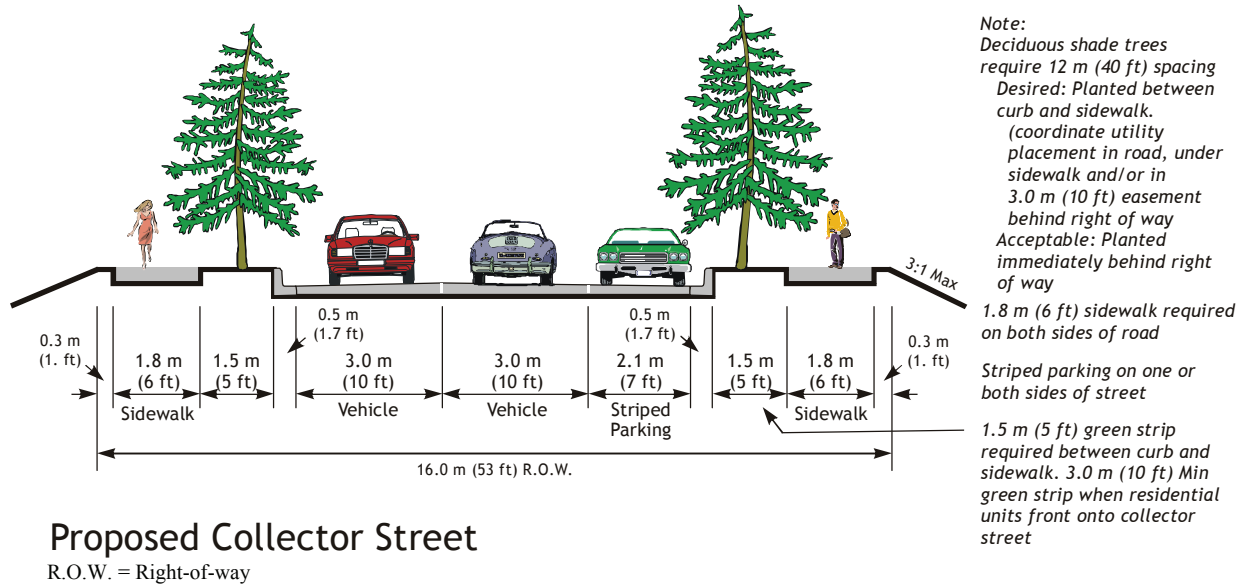 Note:
Deciduous shade trees
require 12 m (40 ft) spacing
Desired: Planted between
curb and sidewalk.
(coordinate utility
placement in road, under
sidewalk and/or in
3.0 m (10 ft) easement
behind right of way
Acceptable: Planted
immediately behind right
of way
1.8 m (6 ft) sidewalk required
on both sides of road
Striped parking on one or
both sides of street
1.5 m (5 ft) green strip
required between curb and
sidewalk. 3.0 m (10 ft) Min
green strip when residential
units front onto collector
street
3:1 Max
0.3 m
(1. ft)
1.8 m
(6 ft)
Sidewalk
1.5 m
(5 ft)
0.5 m
(1.7 ft)
3.0 m
(10 ft)
Vehicle
3.0 m
(10 ft)
Vehicle
0.5 m
(1.7 ft)
2.1 m
(7 ft)
Striped
Parking
1.5 m
(5 ft)
1.8 m
(6 ft)
Sidewalk
0.3 m
(1. ft)
16.0 m (53 ft) R.O.W.
Proposed Collector Street
R.O.W. = Right-of-way